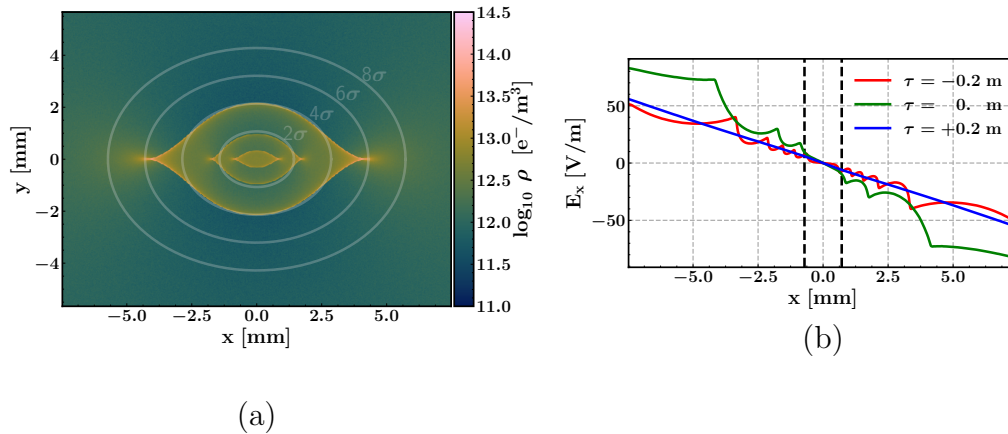 4
2
0
−2
−4
−5.0 −2.5 0.0 2.5 5.0
x [mm]
y [mm]
2σ
4σ
6σ
8σ
14.5
14.0
13.5
13.0
12.5
12.0
11.5
11.0
log₁₀ ρ [e⁻/m³]
(a)
50
0
−50
−5.0 −2.5 0.0 2.5 5.0
x [mm]
Eₓ [V/m]
τ = −0.2 m
τ = 0. m
τ = +0.2 m
(b)